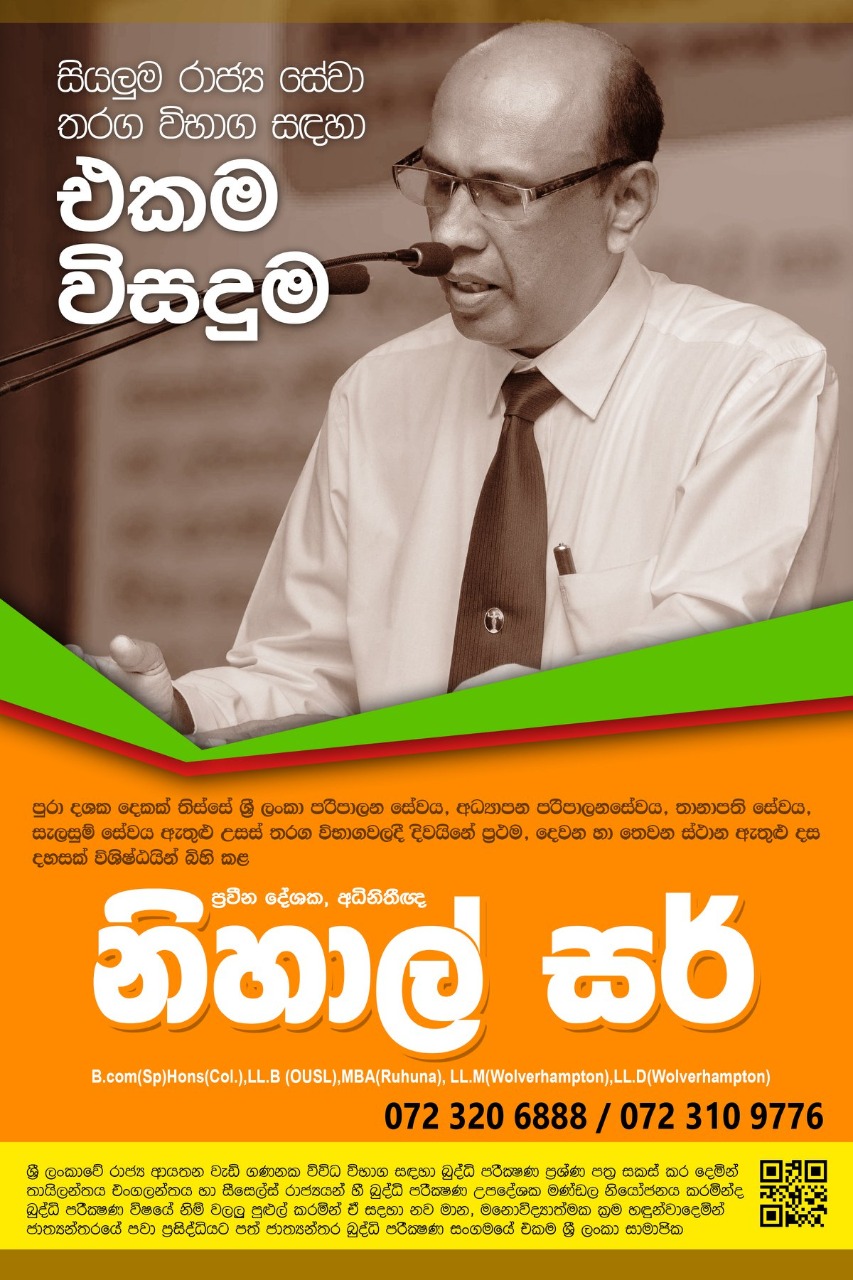 සියලුම රාජ්‍ය සේවා
තරග විභාග සඳහා
එකම
විසඳුම
පුරා දශක දෙකක් තිස්සේ ශ්‍රී ලංකා පරිපාලන සේවය, අධ්‍යාපන පරිපාලනසේවය, තානාපති සේවය,
සැලසුම් සේවය ඇතුළු උසස් තරග විභාගවලදී දිවයිනේ ප්‍රථම, දෙවන හා තෙවන ස්ථාන ඇතුළු දස
දහසක් විශිෂ්ඨයින් බිහි කළ
ප්‍රවීන දේශක, අධිනිතීඥ
නිහාල් සර්
B.com(Sp)Hons(Col.),LL.B (OUSL),MBA(Ruhuna), LL.M(Wolverhampton),LL.D(Wolverhampton)
072 320 6888 / 072 310 9776
ශ්‍රී ලංකාවේ රාජ්‍ය ආයතන වැඩි ගණනක විවිධ විභාග සඳහා බුද්ධි පරීක්‍ෂණ ප්‍රශ්ණ පත්‍ර සකස් කර දෙමින්
තායිලන්තය එංගලන්තය හා සීසෙල්ස් රාජ්‍යයන් හී බුද්ධි පරීක්‍ෂණ උපදේශක මණ්ඩල නියෝජනය කරමින්ද
බුද්ධි පරීක්‍ෂණ විෂයේ නිම් වලලු පුළුල් කරමින් ඒ සඳහා නව මාන, මනොවිද්‍යාත්මක ක්‍රම හඳුන්වාදෙමින්
ජාත්‍යන්තරයේ පවා ප්‍රසිද්ධියට පත් ජාත්‍යන්තර බුද්ධි පරීක්‍ෂණ සංගමයේ එකම ශ්‍රී ලංකා සාමාජික